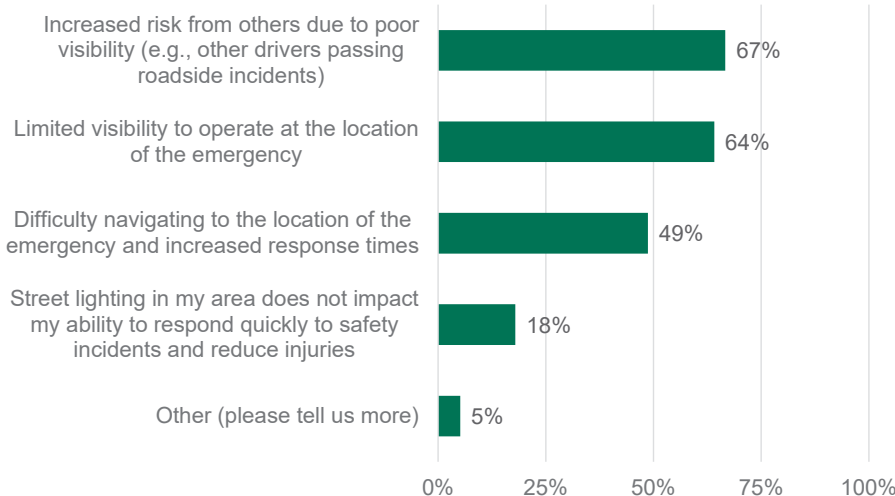 Increased risk from others due to poor
visibility (e.g., other drivers passing
roadside incidents)
67%
Limited visibility to operate at the location
of the emergency
64%
Difficulty navigating to the location of the
emergency and increased response times
49%
Street lighting in my area does not impact
my ability to respond quickly to safety
incidents and reduce injuries
18%
Other (please tell us more)
5%
0% 25% 50% 75% 100%